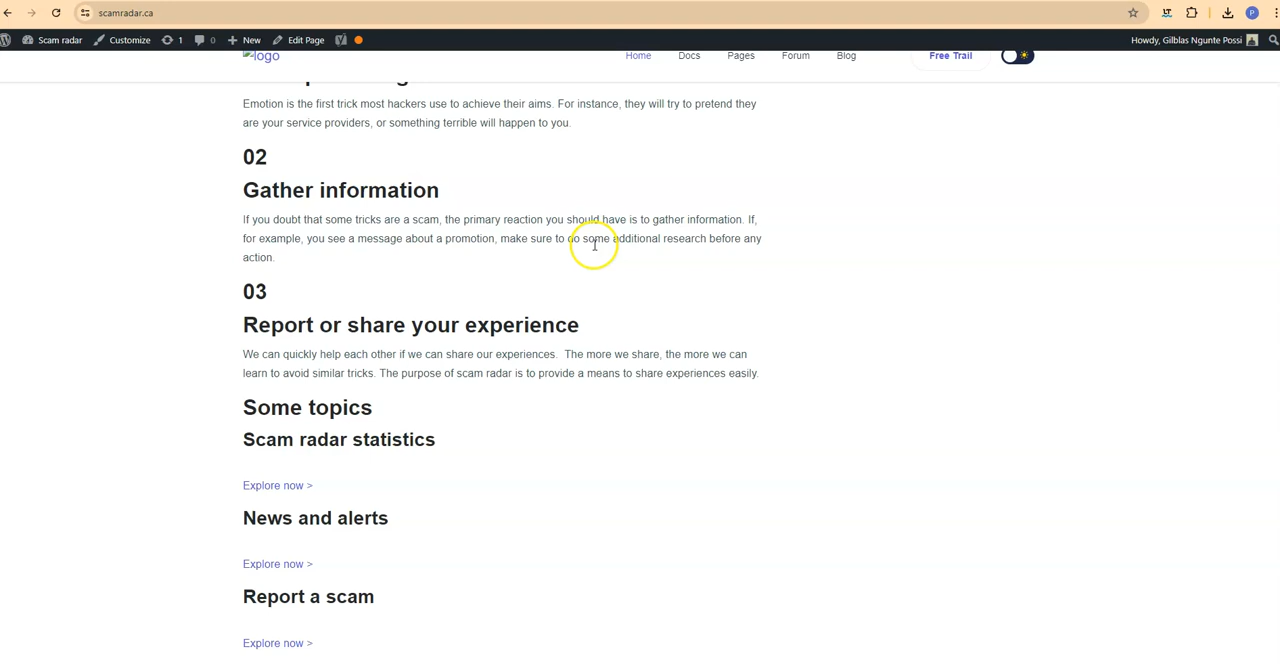 scamradar.ca
P
Scam radar Customize 1 0 New Edit Page Howdy, Gilblas Ngunte Possi
logo Home Docs Pages Forum Blog Free Trail
Emotion is the first trick most hackers use to achieve their aims. For instance, they will try to pretend they
are your service providers, or something terrible will happen to you.
02
Gather information
If you doubt that some tricks are a scam, the primary reaction you should have is to gather information. If,
for example, you see a message about a promotion, make sure to do some additional research before any
action.
03
Report or share your experience
We can quickly help each other if we can share our experiences. The more we share, the more we can
learn to avoid similar tricks. The purpose of scam radar is to provide a means to share experiences easily.
Some topics
Scam radar statistics
Explore now >
News and alerts
Explore now >
Report a scam
Explore now >